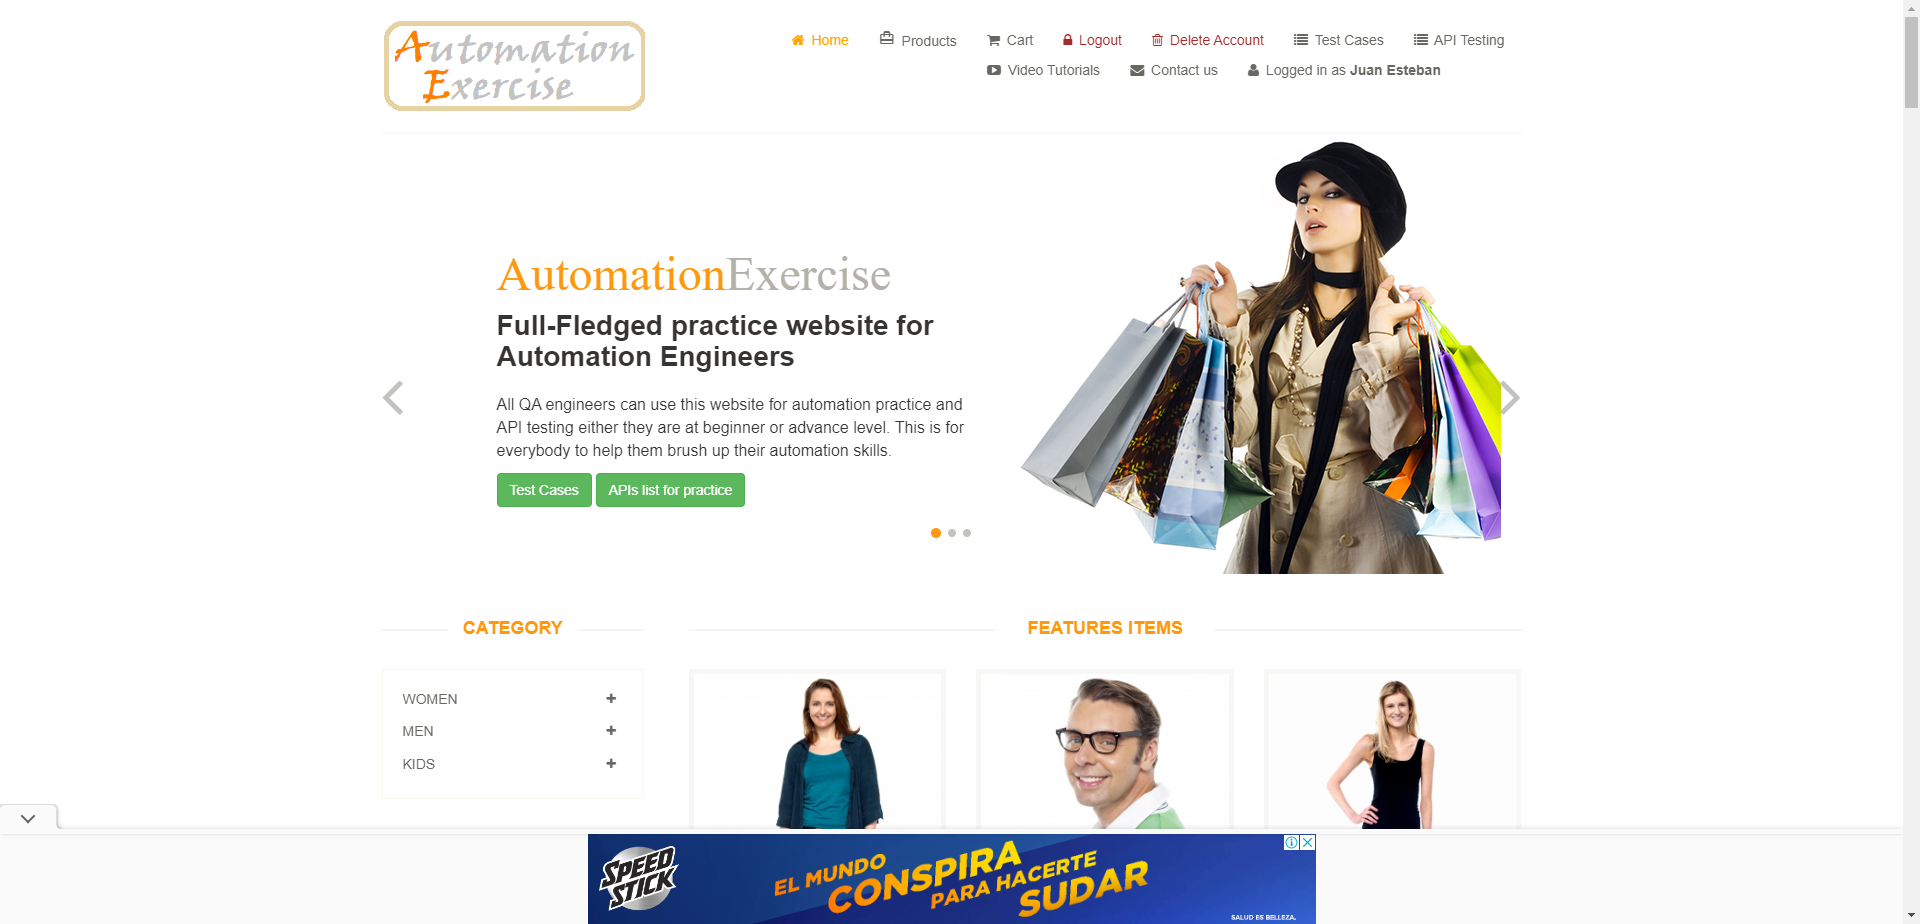 Automation
Exercise
Home
Products
Cart
Logout
Delete Account
Test Cases
API Testing
Video Tutorials
Contact us
Logged in as Juan Esteban
AutomationExercise
Full-Fledged practice website for
Automation Engineers
All QA engineers can use this website for automation practice and
API testing either they are at beginner or advance level. This is for
everybody to help them brush up their automation skills.
Test Cases
APIs list for practice
CATEGORY
FEATURES ITEMS
WOMEN
MEN
KIDS
SPEED
STICK
EL MUNDO
CONSPIRA
PARA HACERTE
SUDAR
SALUD ES BELLEZA.